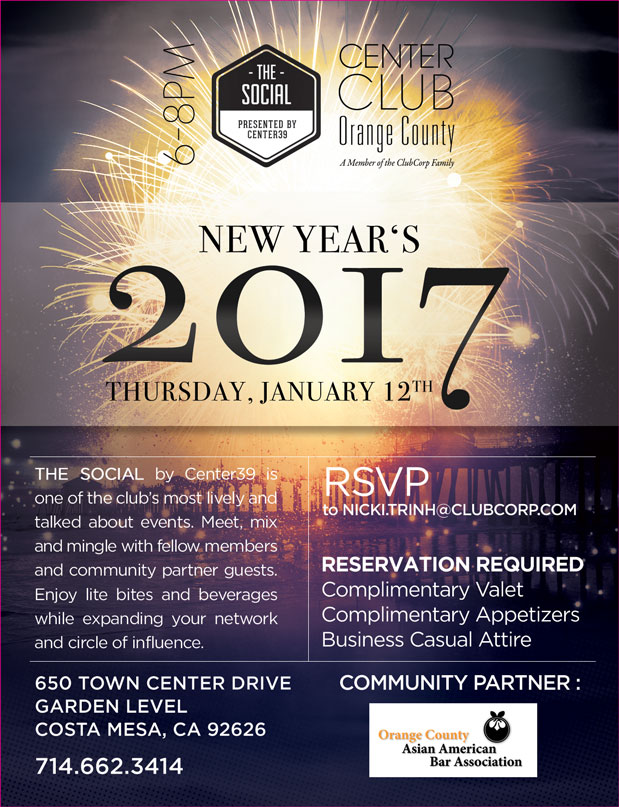 6-8PM
- THE -
SOCIAL
PRESENTED BY
CENTER39
CENTER
CLUB
Orange County
A Member of the ClubCorp Family
NEW YEAR‘S
2017
THURSDAY, JANUARY 12TH
THE SOCIAL by Center39 is
one of the club's most lively and
talked about events. Meet, mix
and mingle with fellow members
and community partner guests.
Enjoy lite bites and beverages
while expanding your network
and circle of influence.
RSVP
to NICKI.TRINH@CLUBCORP.COM
RESERVATION REQUIRED
Complimentary Valet
Complimentary Appetizers
Business Casual Attire
650 TOWN CENTER DRIVE
GARDEN LEVEL
COSTA MESA, CA 92626
714.662.3414
COMMUNITY PARTNER :
Orange County
Asian American
Bar Association